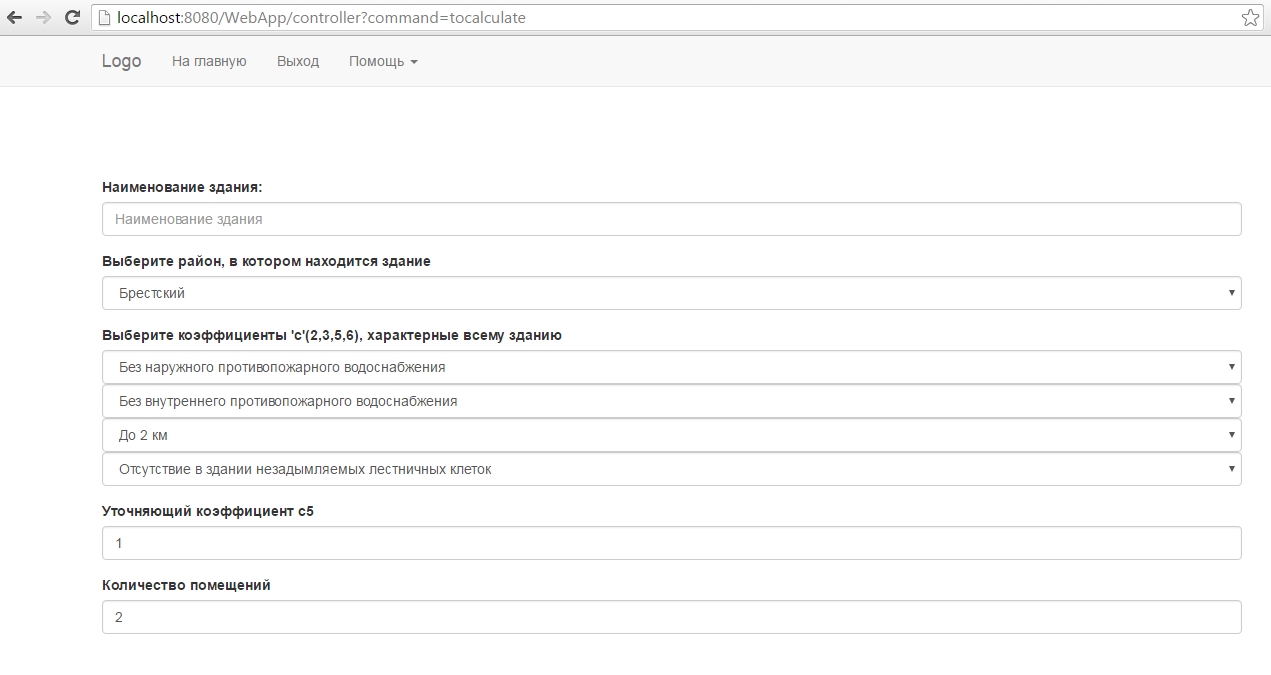 localhost:8080/WebApp/controller?command=tocalculate
Logo На главную Выход Помощь
Наименование здания:
Наименование здания
Выберите район, в котором находится здание
Брестский
Выберите коэффициенты 'c'(2,3,5,6), характерные всему зданию
Без наружного противопожарного водоснабжения
Без внутреннего противопожарного водоснабжения
До 2 км
Отсутствие в здании незадымляемых лестничных клеток
Уточняющий коэффициент c5
1
Количество помещений
2